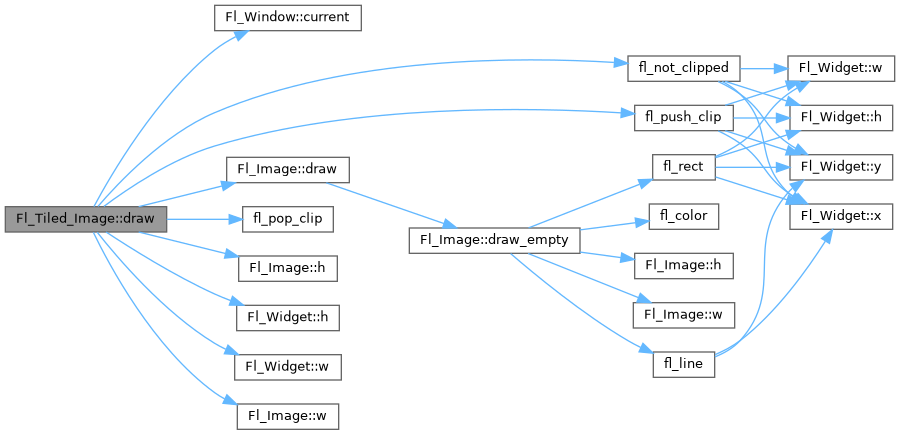 Fl_Tiled_Image::draw
Fl_Window::current
Fl_Image::draw
fl_pop_clip
Fl_Image::h
Fl_Widget::h
Fl_Widget::w
Fl_Image::w
Fl_Image::draw_empty
fl_not_clipped
fl_push_clip
fl_rect
fl_color
Fl_Image::h
Fl_Image::w
fl_line
Fl_Widget::w
Fl_Widget::h
Fl_Widget::y
Fl_Widget::x